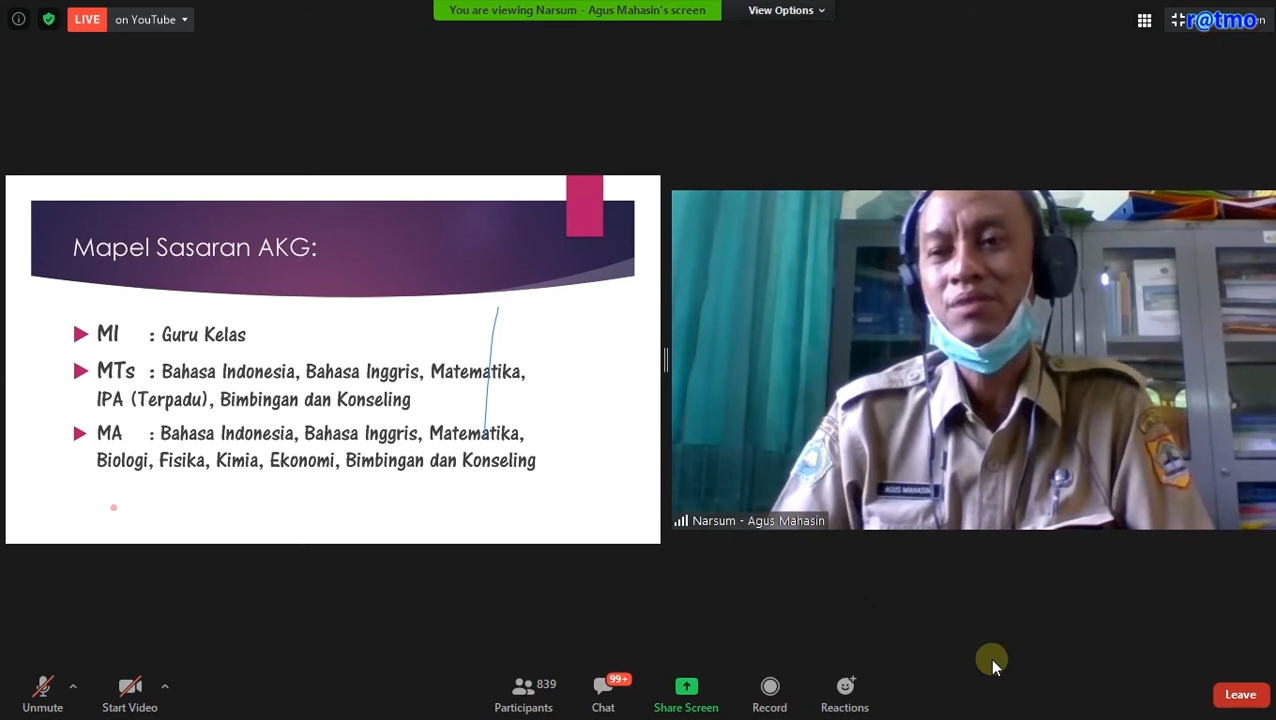 LIVE on YouTube
You are viewing Narsum - Agus Mahasin's screen
View Options
r@tmo
Mapel Sasaran AKG:
MI : Guru Kelas
MTs : Bahasa Indonesia, Bahasa Inggris, Matematika,
IPA (Terpadu), Bimbingan dan Konseling
MA : Bahasa Indonesia, Bahasa Inggris, Matematika,
Biologi, Fisika, Kimia, Ekonomi, Bimbingan dan Konseling
AGUS MAHASIN
Narsum - Agus Mahasin
Unmute
Start Video
839
Participants
99+
Chat
Share Screen
Record
Reactions
Leave